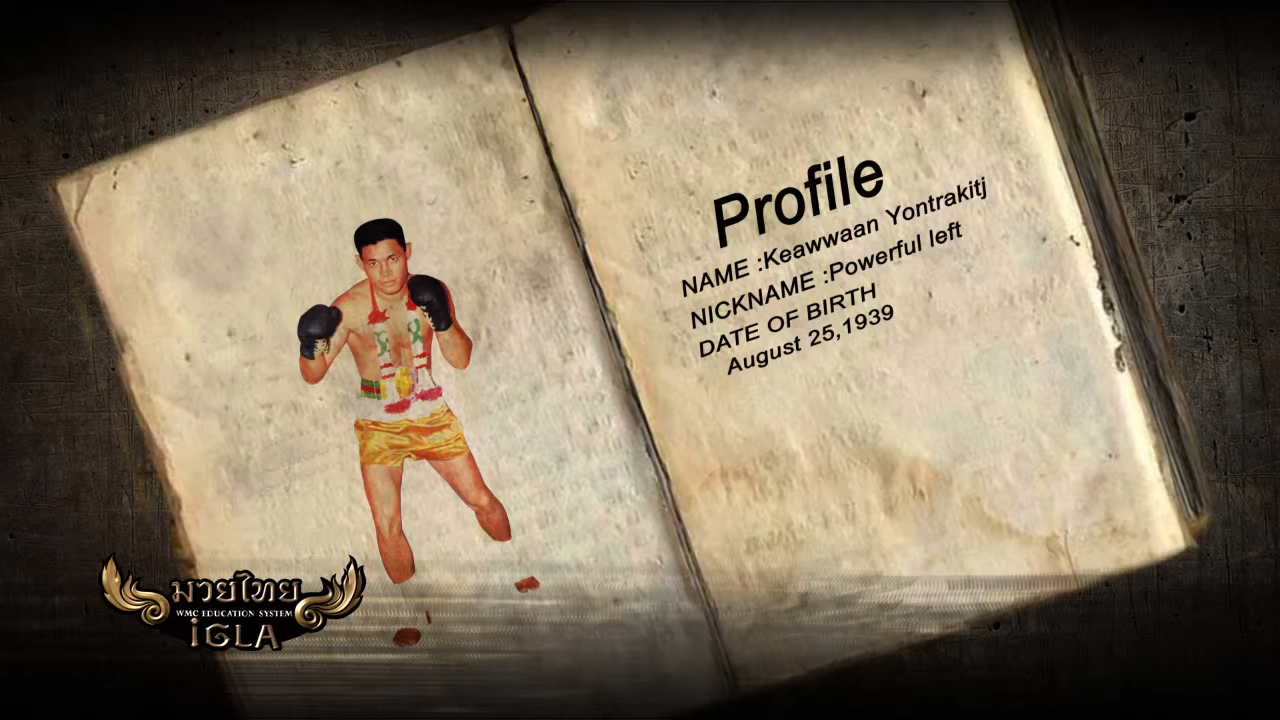 Profile
NAME :Keawwaan Yontrakitj
NICKNAME :Powerful left
DATE OF BIRTH
August 25,1939
มวยไทย
WMC EDUCATION SYSTEM
iGLA